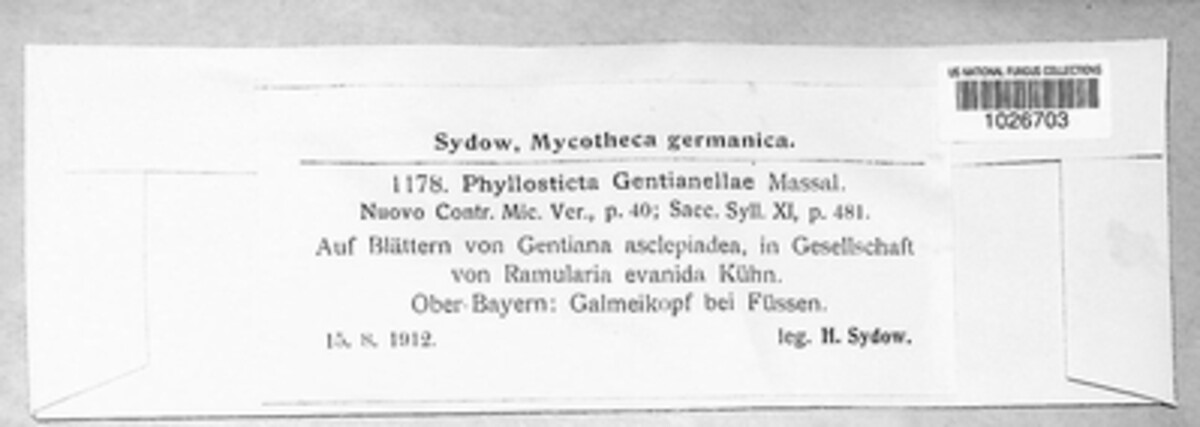 US NATIONAL FUNGUS COLLECTIONS
1026703
Sydow, Mycotheca germanica.
1178. Phyllosticta Gentianellae Massal.
Nuovo Contr. Mic. Ver., p. 40; Sacc. Syll. XI, p. 481.
Auf Blättern von Gentiana asclepiadea, in Gesellschaft
von Ramularia evanida Kühn.
Ober-Bayern: Galmeikopf bei Füssen.
15. 8. 1912. leg. H. Sydow.